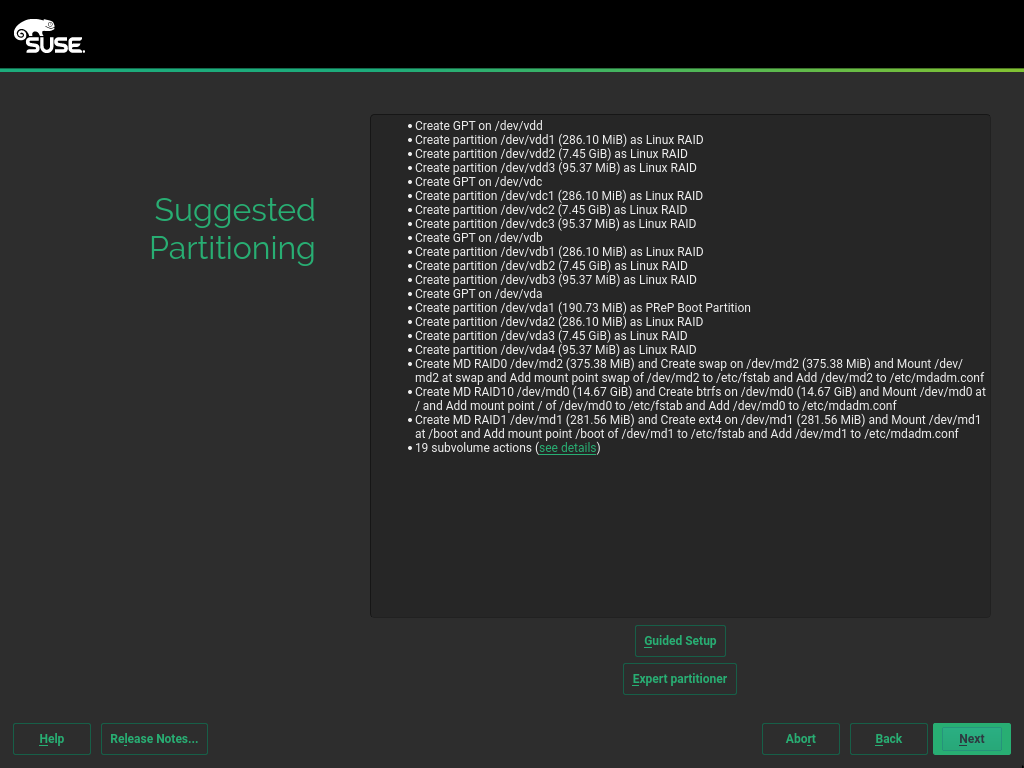 SUSE.
Suggested
Partitioning
• Create GPT on /dev/vdd
• Create partition /dev/vdd1 (286.10 MiB) as Linux RAID
• Create partition /dev/vdd2 (7.45 GiB) as Linux RAID
• Create partition /dev/vdd3 (95.37 MiB) as Linux RAID
• Create GPT on /dev/vdc
• Create partition /dev/vdc1 (286.10 MiB) as Linux RAID
• Create partition /dev/vdc2 (7.45 GiB) as Linux RAID
• Create partition /dev/vdc3 (95.37 MiB) as Linux RAID
• Create GPT on /dev/vdb
• Create partition /dev/vdb1 (286.10 MiB) as Linux RAID
• Create partition /dev/vdb2 (7.45 GiB) as Linux RAID
• Create partition /dev/vdb3 (95.37 MiB) as Linux RAID
• Create GPT on /dev/vda
• Create partition /dev/vda1 (190.73 MiB) as PReP Boot Partition
• Create partition /dev/vda2 (286.10 MiB) as Linux RAID
• Create partition /dev/vda3 (7.45 GiB) as Linux RAID
• Create partition /dev/vda4 (95.37 MiB) as Linux RAID
• Create MD RAID0 /dev/md2 (375.38 MiB) and Create swap on /dev/md2 (375.38 MiB) and Mount /dev/
md2 at swap and Add mount point swap of /dev/md2 to /etc/fstab and Add /dev/md2 to /etc/mdadm.conf
• Create MD RAID10 /dev/md0 (14.67 GiB) and Create btrfs on /dev/md0 (14.67 GiB) and Mount /dev/md0 at
/ and Add mount point / of /dev/md0 to /etc/fstab and Add /dev/md0 to /etc/mdadm.conf
• Create MD RAID1 /dev/md1 (281.56 MiB) and Create ext4 on /dev/md1 (281.56 MiB) and Mount /dev/md1
at /boot and Add mount point /boot of /dev/md1 to /etc/fstab and Add /dev/md1 to /etc/mdadm.conf
• 19 subvolume actions (see details)
Guided Setup
Expert partitioner
Help
Release Notes...
Abort
Back
Next